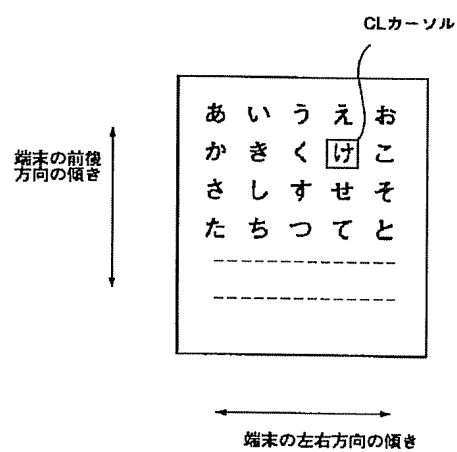 CLカーソル
あ い う え お
か き く け こ
さ し す せ そ
た ち つ て と
端末の前後
方向の傾き
端末の左右方向の傾き